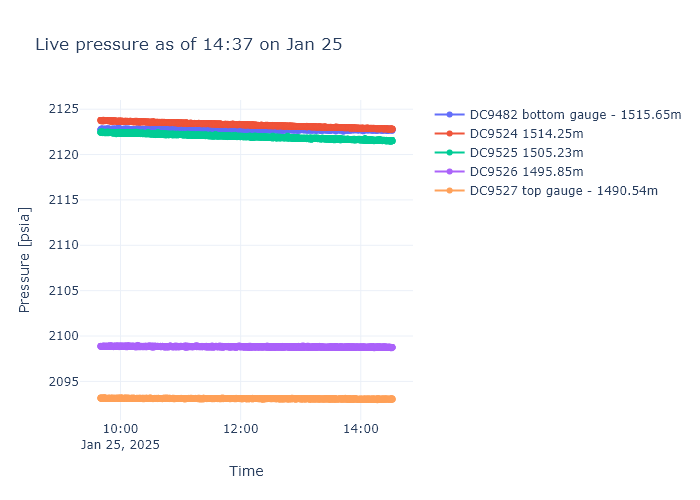 Live pressure as of 14:37 on Jan 25
2125
2120
2115
2110
2105
2100
2095
Pressure [psia]
10:00
Jan 25, 2025
12:00
14:00
Time
DC9482 bottom gauge - 1515.65m
DC9524 1514.25m
DC9525 1505.23m
DC9526 1495.85m
DC9527 top gauge - 1490.54m